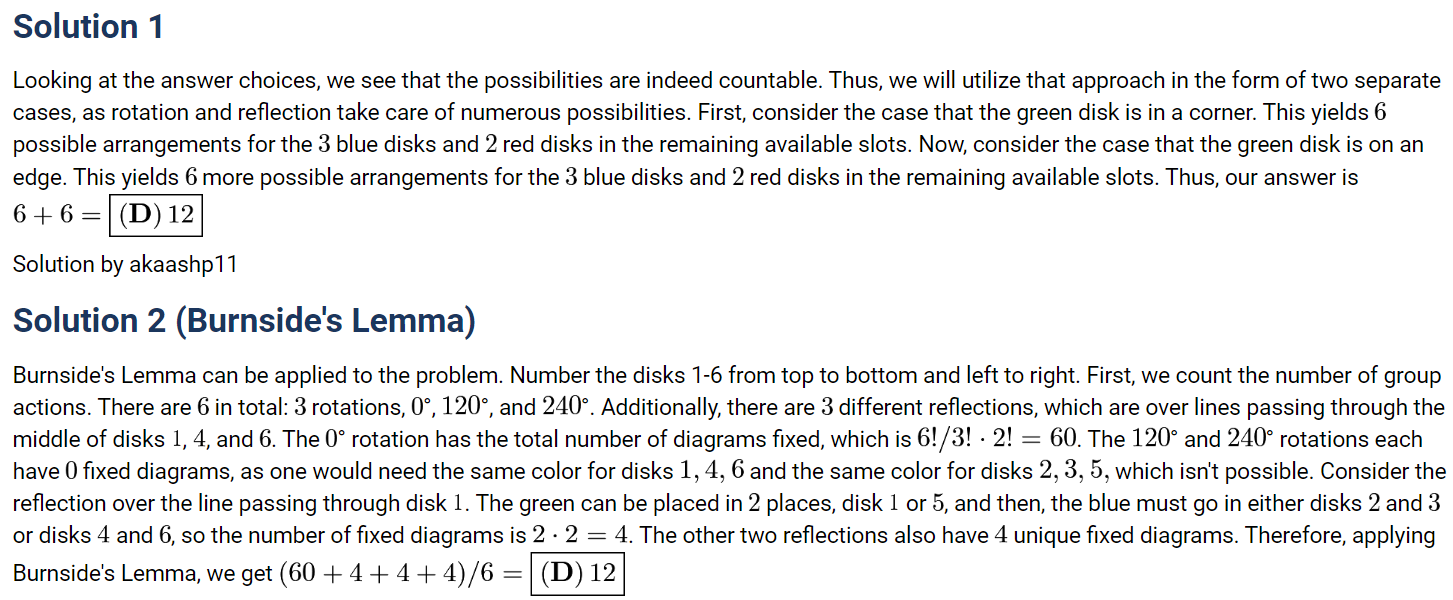 Solution 1
Looking at the answer choices, we see that the possibilities are indeed countable. Thus, we will utilize that approach in the form of two separate
cases, as rotation and reflection take care of numerous possibilities. First, consider the case that the green disk is in a corner. This yields 6
possible arrangements for the 3 blue disks and 2 red disks in the remaining available slots. Now, consider the case that the green disk is on an
edge. This yields 6 more possible arrangements for the 3 blue disks and 2 red disks in the remaining available slots. Thus, our answer is
6 + 6 = (D) 12
Solution by akaashp11
Solution 2 (Burnside's Lemma)
Burnside's Lemma can be applied to the problem. Number the disks 1-6 from top to bottom and left to right. First, we count the number of group
actions. There are 6 in total: 3 rotations, 0°, 120°, and 240°. Additionally, there are 3 different reflections, which are over lines passing through the
middle of disks 1, 4, and 6. The 0° rotation has the total number of diagrams fixed, which is 6!/3! · 2! = 60. The 120° and 240° rotations each
have 0 fixed diagrams, as one would need the same color for disks 1, 4, 6 and the same color for disks 2, 3, 5, which isn't possible. Consider the
reflection over the line passing through disk 1. The green can be placed in 2 places, disk 1 or 5, and then, the blue must go in either disks 2 and 3
or disks 4 and 6, so the number of fixed diagrams is 2 · 2 = 4. The other two reflections also have 4 unique fixed diagrams. Therefore, applying
Burnside's Lemma, we get (60 + 4 + 4 + 4)/6 = (D) 12